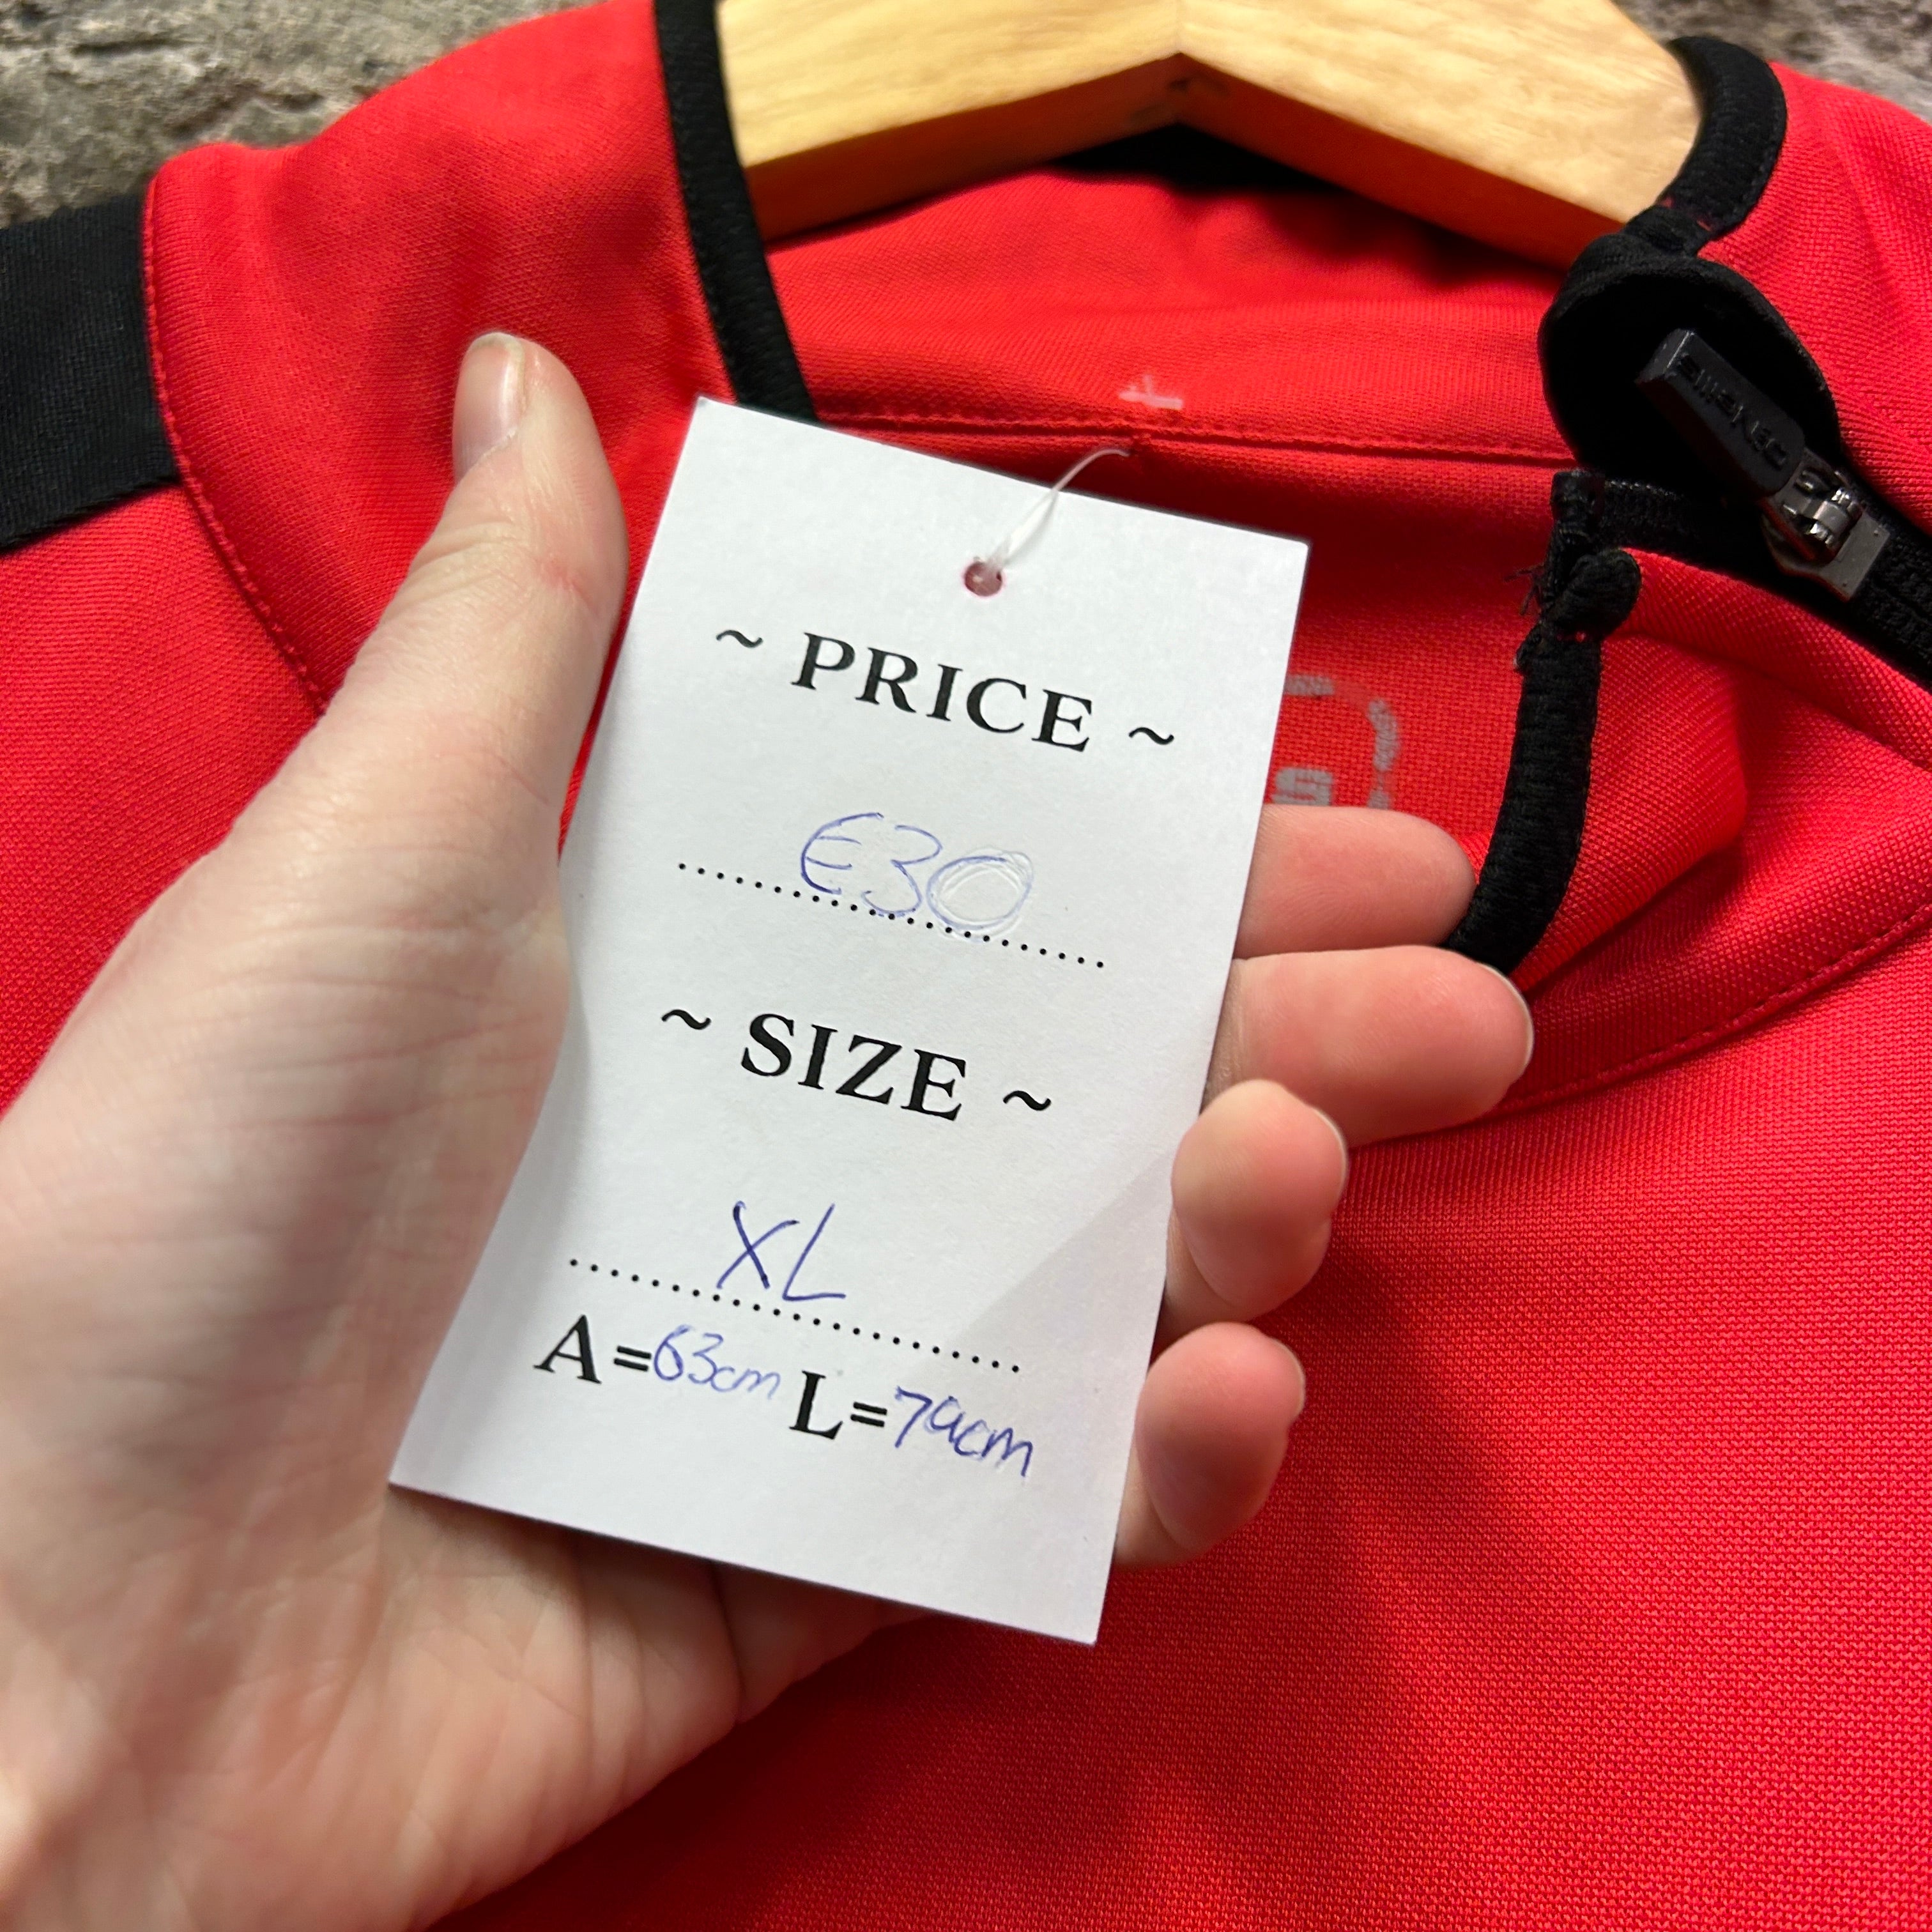 ~ PRICE ~
€30
~ SIZE ~
XL
A=63cm L=79cm